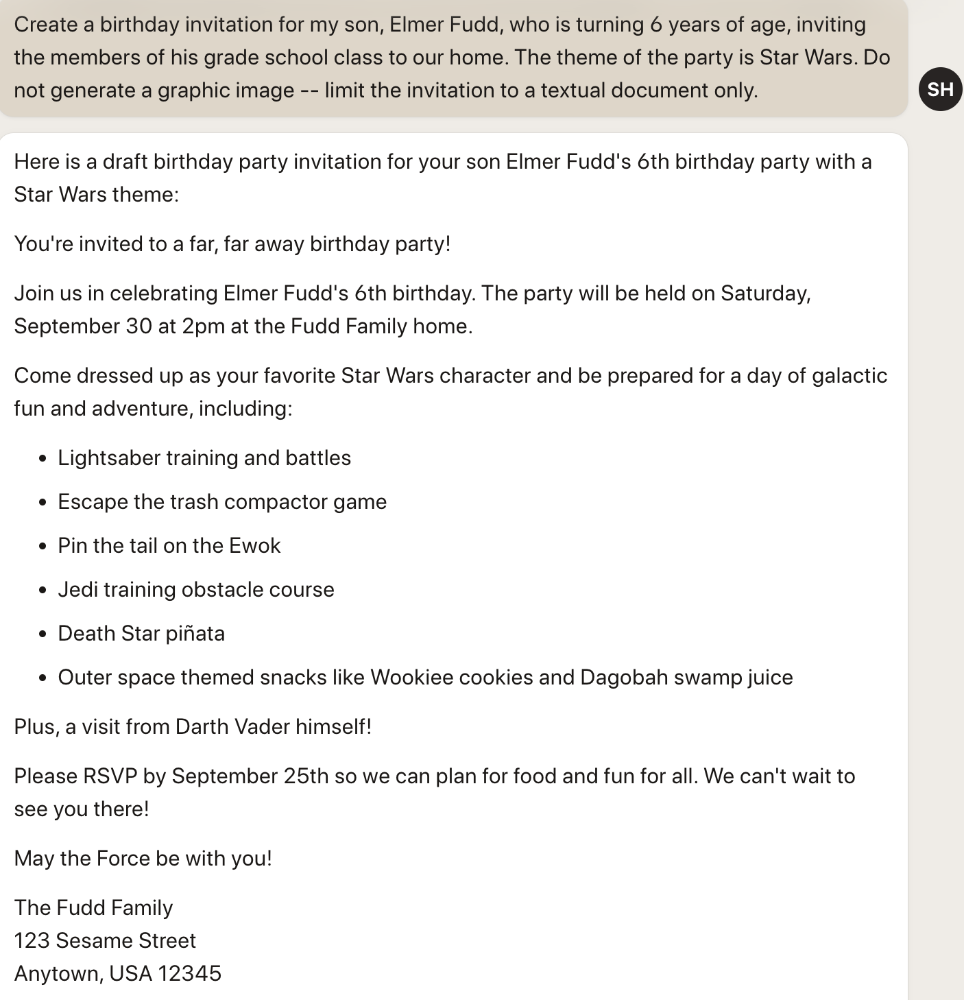 Create a birthday invitation for my son, Elmer Fudd, who is turning 6 years of age, inviting
the members of his grade school class to our home. The theme of the party is Star Wars. Do
not generate a graphic image -- limit the invitation to a textual document only.
SH
Here is a draft birthday party invitation for your son Elmer Fudd's 6th birthday party with a
Star Wars theme:
You're invited to a far, far away birthday party!
Join us in celebrating Elmer Fudd's 6th birthday. The party will be held on Saturday,
September 30 at 2pm at the Fudd Family home.
Come dressed up as your favorite Star Wars character and be prepared for a day of galactic
fun and adventure, including:
• Lightsaber training and battles
• Escape the trash compactor game
• Pin the tail on the Ewok
• Jedi training obstacle course
• Death Star piñata
• Outer space themed snacks like Wookiee cookies and Dagobah swamp juice
Plus, a visit from Darth Vader himself!
Please RSVP by September 25th so we can plan for food and fun for all. We can't wait to
see you there!
May the Force be with you!
The Fudd Family
123 Sesame Street
Anytown, USA 12345